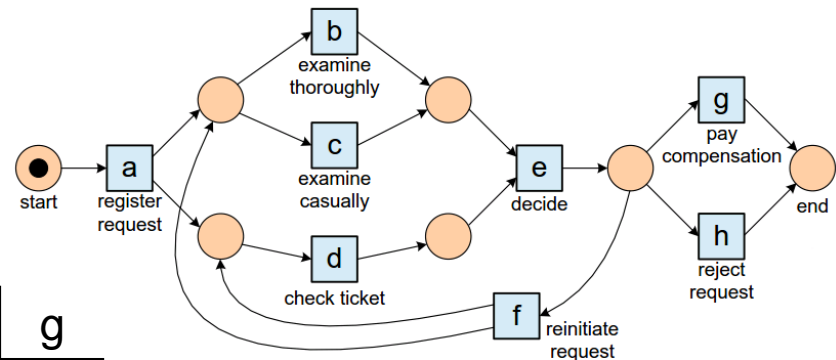 b
examine
thoroughly
g
pay
compensation
c
examine
casually
a
register
request
start
e
decide
end
d
check ticket
h
reject
request
f
reinitiate
request
g